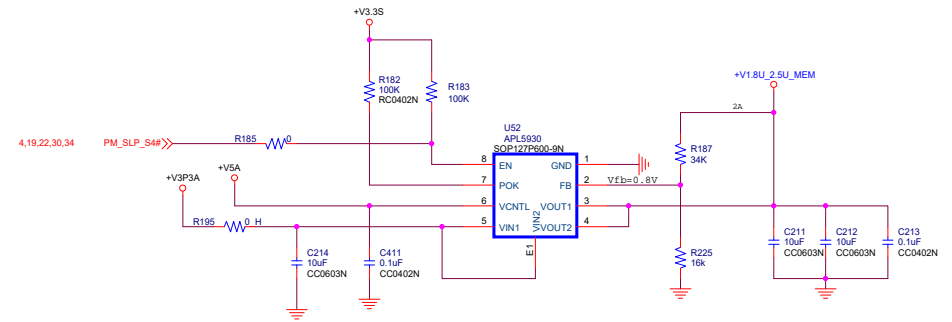 +V3.3S
+V1.8U_2.5U_MEM
R182
100K
RC0402N
R183
100K
2A
4,19,22,30,34 PM_SLP_S4#
R185 0
U52
APL5930
SOP127P600-9N
R187
34K
8 EN GND 1
7 POK FB 2 Vfb=0.8V
+V5A
+V3P3A
6 VCNTL VOUT1 3
5 VIN1 VOUT2 4
VIN2
E1
R195 0 H
C214
10uF
CC0603N
C411
0.1uF
CC0402N
R225
16k
C211
10uF
CC0603N
C212
10uF
CC0603N
C213
0.1uF
CC0402N